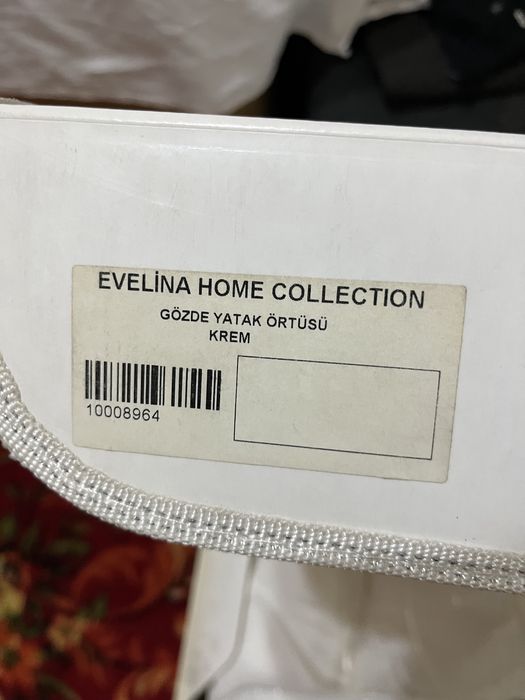 EVELİNA HOME COLLECTION
GÖZDE YATAK ÖRTÜSÜ
KREM
10008964